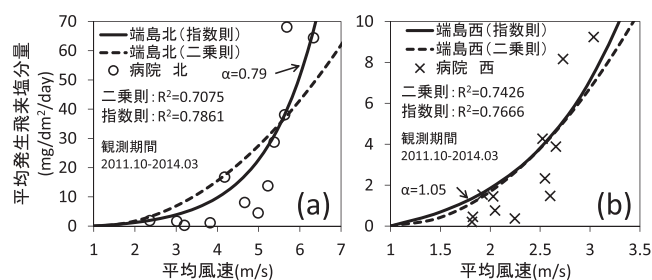 平均発生飛来塩分量
(mg/dm²/day)
70
60
50
40
30
20
10
0
端島北(指数則)
端島北(二乗則)
病院 北
α=0.79
二乗則:R²=0.7075
指数則:R²=0.7861
観測期間
2011.10-2014.03
(a)
1 2 3 4 5 6 7
平均風速(m/s)
10
8
6
4
2
0
端島西(指数則)
端島西(二乗則)
病院 西
二乗則:R²=0.7426
指数則:R²=0.7666
観測期間
2011.10-2014.03
α=1.05
(b)
1 1.5 2 2.5 3 3.5
平均風速(m/s)